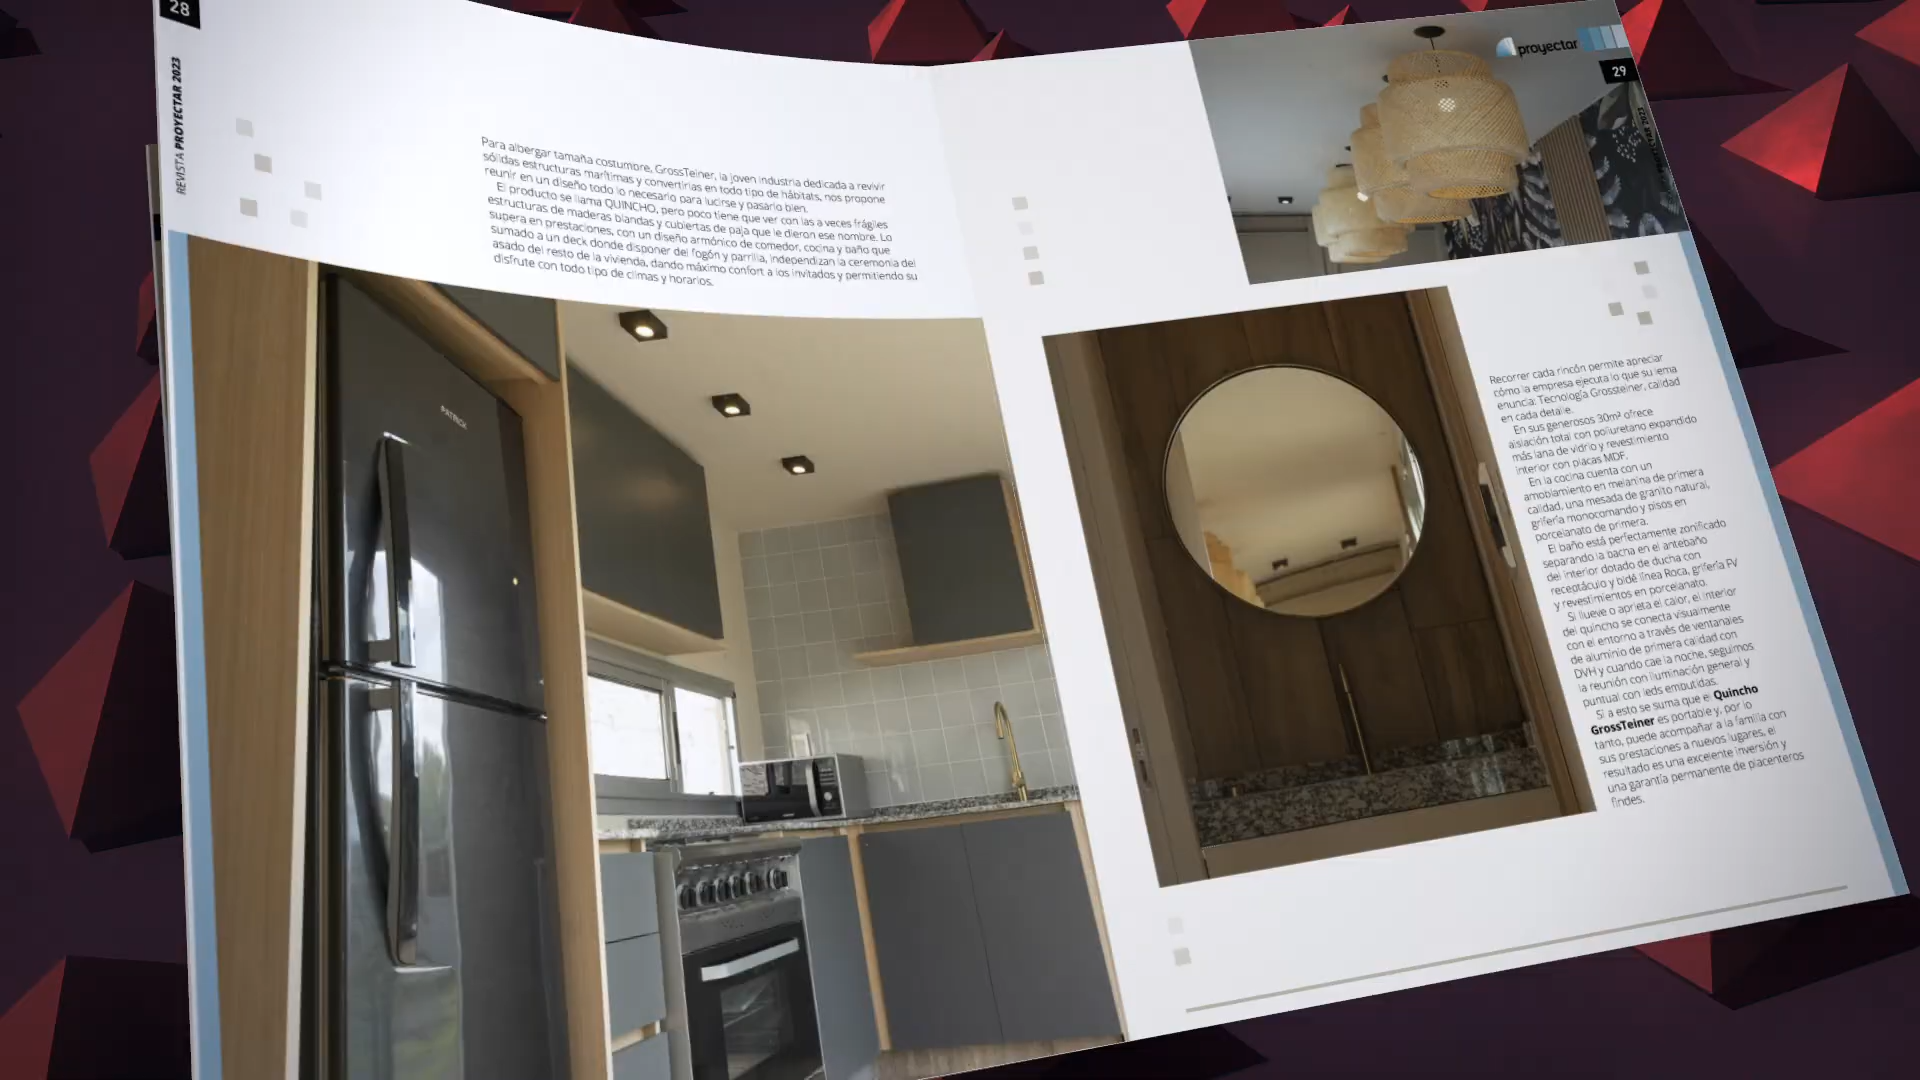 28
REVISTA PROYECTAR 2023
Para albergar tamaña costumbre, GrossTeiner, la joven industria dedicada a revivir
sólidas estructuras marítimas y convertirlas en todo tipo de hábitats, nos propone
reunir en un diseño todo lo necesario para lucirse y pasarlo bien.
El producto se llama QUINCHO, pero poco tiene que ver con las a veces frágiles
estructuras de maderas blandas y cubiertas de paja que le dieron ese nombre. Lo
supera en prestaciones, con un diseño armónico de comedor, cocina y baño que
sumado a un deck donde disponer del fogón y parrilla, independizan la ceremonia del
asado del resto de la vivienda, dando máximo confort a los invitados y permitiendo su
disfrute con todo tipo de climas y horarios.
PATRICK
proyectar
29
Recorrer cada rincón permite apreciar
cómo la empresa ejecuta lo que su lema
enuncia: Tecnología Grossteiner, calidad
en cada detalle.
En sus generosos 30m² ofrece
aislación total con poliuretano expandido
más lana de vidrio y revestimiento
interior con placas MDF.
En la cocina cuenta con un
amoblamiento en melanina de primera
calidad, una mesada de granito natural,
grifería monocomando y pisos en
porcelanato de primera.
El baño está perfectamente zonificado
separando la bacha en el antebaño
del interior dotado de ducha con
receptáculo y bidé línea Roca, grifería FV
y revestimientos en porcelanato.
Si llueve o aprieta el calor, el interior
del quincho se conecta visualmente
con el entorno a través de ventanales
de aluminio de primera calidad con
DVH y cuando cae la noche, seguimos
la reunión con iluminación general y
puntual con leds embutidas.
Si a esto se suma que el Quincho
GrossTeiner es portable y, por lo
tanto, puede acompañar a la familia con
sus prestaciones a nuevos lugares, el
resultado es una excelente inversión y
una garantía permanente de placenteros
findes.